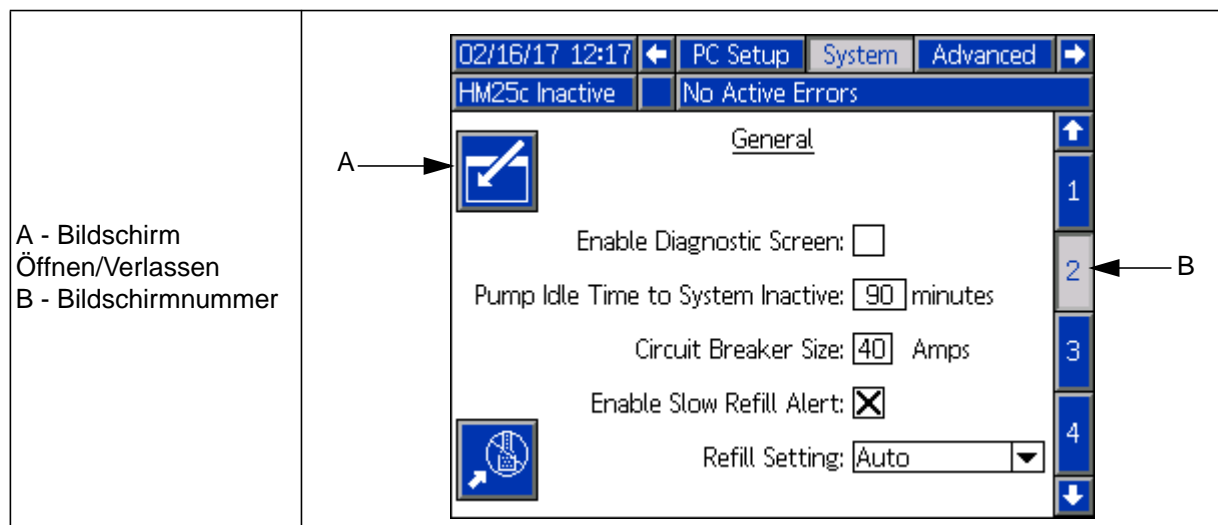 A - Bildschirm
Öffnen/Verlassen
B - Bildschirmnummer
02/16/17 12:17 PC Setup System Advanced
HM25c Inactive No Active Errors
A
General
1
Enable Diagnostic Screen:
2
B
Pump Idle Time to System Inactive: 90 minutes
Circuit Breaker Size: 40 Amps
3
Enable Slow Refill Alert:
4
Refill Setting: Auto